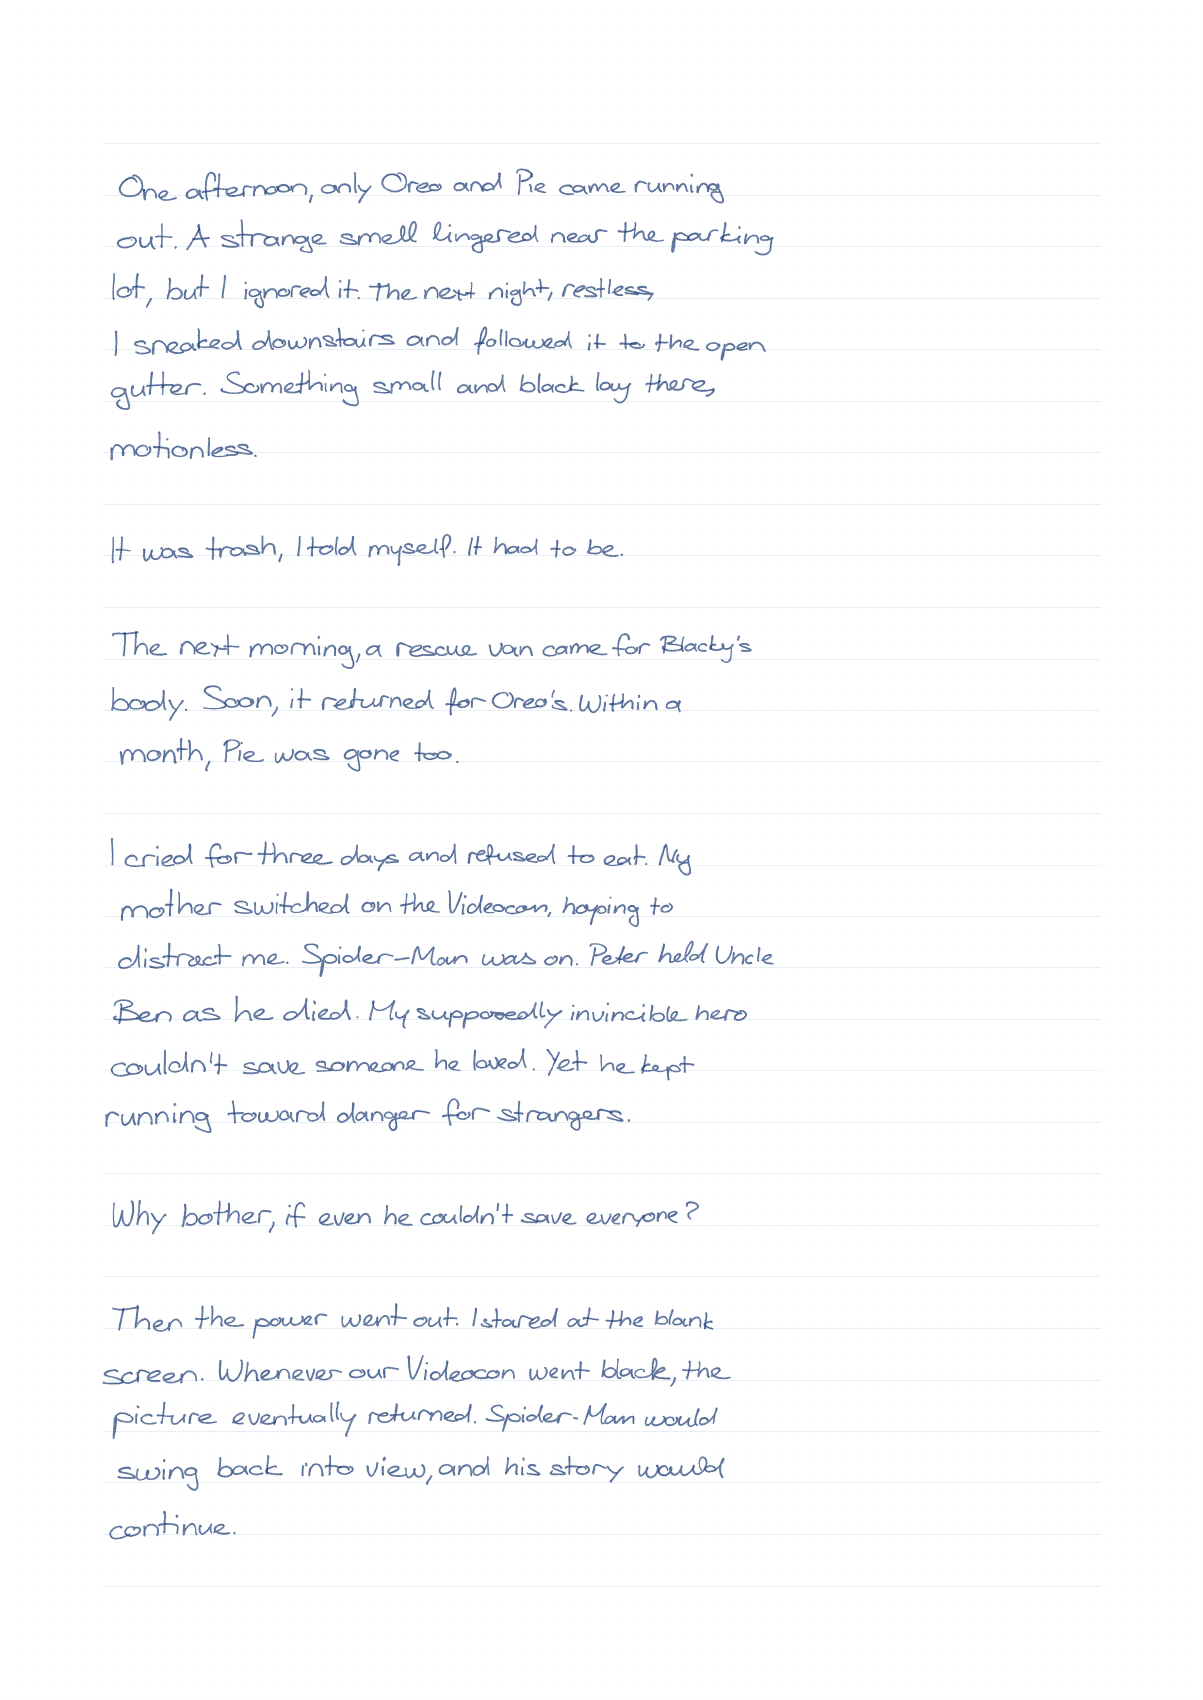 One afternoon, only Oreo and Pie came running
out. A strange smell lingered near the parking
lot, but I ignored it. The next night, restless,
I sneaked downstairs and followed it to the open
gutter. Something small and black lay there,
motionless.
It was trash, I told myself. It had to be.
The next morning, a rescue van came for Blacky's
body. Soon, it returned for Oreo's. Within a
month, Pie was gone too.
I cried for three days and refused to eat. My
mother switched on the Videocon, hoping to
distract me. Spider-Man was on. Peter held Uncle
Ben as he died. My supposedly invincible hero
couldn't save someone he loved. Yet he kept
running toward danger for strangers.
Why bother, if even he couldn't save everyone?
Then the power went out. I stared at the blank
screen. Whenever our Videocon went black, the
picture eventually returned. Spider-Man would
swing back into view, and his story would
continue.